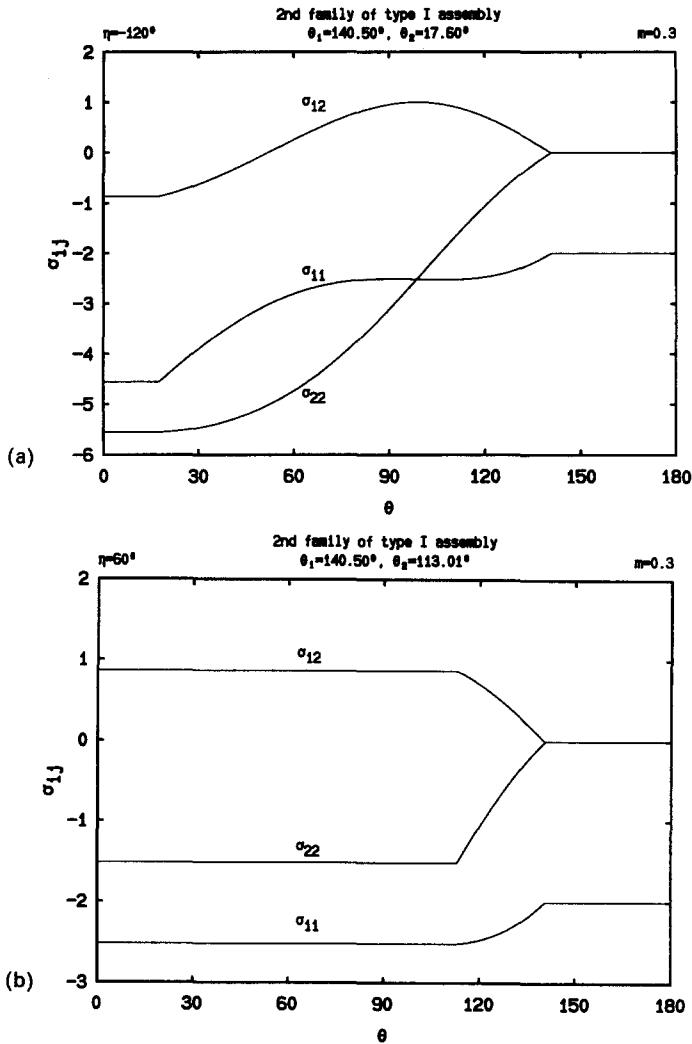 2nd family of type I assembly
η=-120° θ₁=140.50°, θ₂=17.60° m=0.3
2
1
0
-1
-2
-3
-4
-5
-6
σij
σ12
σ11
σ22
(a)
0 30 60 90 120 150 180
θ
2nd family of type I assembly
η=60° θ₁=140.50°, θ₂=113.01° m=0.3
2
1
0
-1
-2
-3
σij
σ12
σ22
σ11
(b)
0 30 60 90 120 150 180
θ